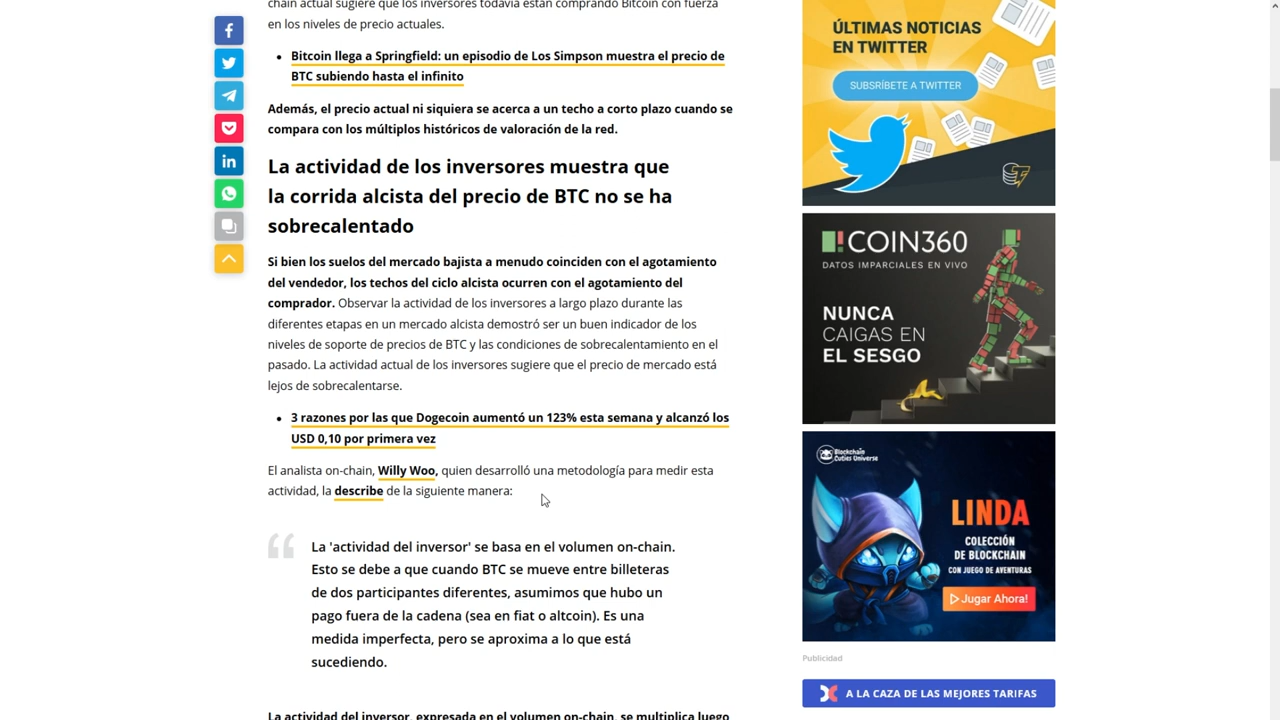 chain actual sugiere que los inversores todavía están comprando Bitcoin con fuerza
en los niveles de precio actuales.
Bitcoin llega a Springfield: un episodio de Los Simpson muestra el precio de
BTC subiendo hasta el infinito
Además, el precio actual ni siquiera se acerca a un techo a corto plazo cuando se
compara con los múltiplos históricos de valoración de la red.
La actividad de los inversores muestra que
la corrida alcista del precio de BTC no se ha
sobrecalentado
Si bien los suelos del mercado bajista a menudo coinciden con el agotamiento
del vendedor, los techos del ciclo alcista ocurren con el agotamiento del
comprador. Observar la actividad de los inversores a largo plazo durante las
diferentes etapas en un mercado alcista demostró ser un buen indicador de los
niveles de soporte de precios de BTC y las condiciones de sobrecalentamiento en el
pasado. La actividad actual de los inversores sugiere que el precio de mercado está
lejos de sobrecalentarse.
3 razones por las que Dogecoin aumentó un 123% esta semana y alcanzó los
USD 0,10 por primera vez
El analista on-chain, Willy Woo, quien desarrolló una metodología para medir esta
actividad, la describe de la siguiente manera:
La 'actividad del inversor' se basa en el volumen on-chain.
Esto se debe a que cuando BTC se mueve entre billeteras
de dos participantes diferentes, asumimos que hubo un
pago fuera de la cadena (sea en fiat o altcoin). Es una
medida imperfecta, pero se aproxima a lo que está
sucediendo.
La actividad del inversor, expresada en el volumen on-chain, se multiplica luego
ÚLTIMAS NOTICIAS
EN TWITTER
SUBSRÍBETE A TWITTER
COIN360
DATOS IMPARCIALES EN VIVO
NUNCA
CAIGAS EN
EL SESGO
Blockchain
Cuties Universe
LINDA
COLECCIÓN
DE BLOCKCHAIN
CON JUEGO DE AVENTURAS
Jugar Ahora!
Publicidad
A LA CAZA DE LAS MEJORES TARIFAS